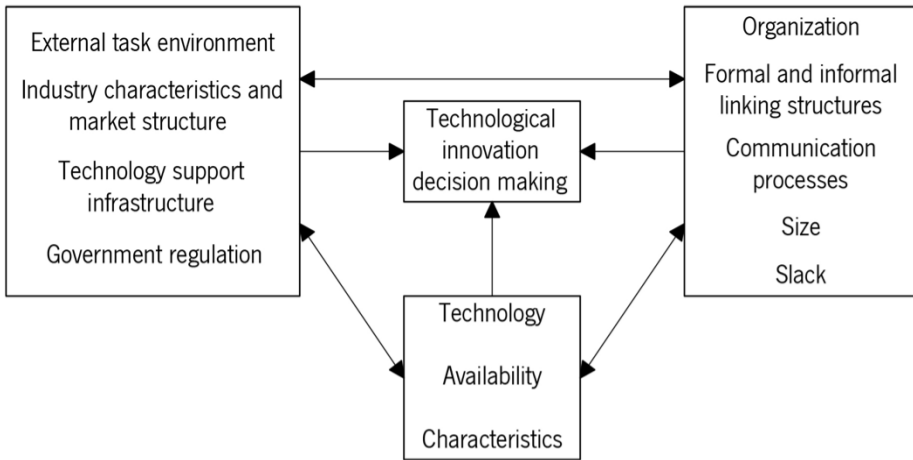 External task environment
Industry characteristics and
market structure
Technology support
infrastructure
Government regulation
Technological
innovation
decision making
Organization
Formal and informal
linking structures
Communication
processes
Size
Slack
Technology
Availability
Characteristics